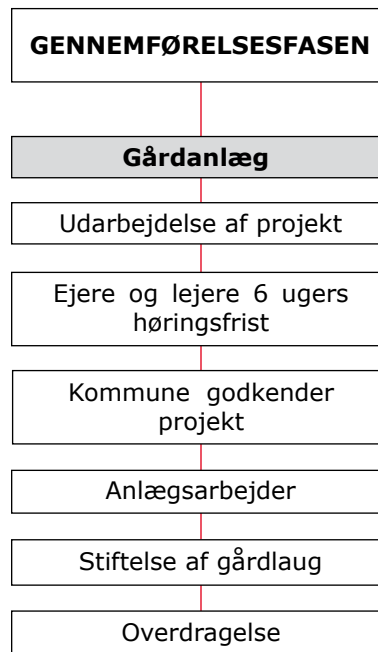 GENNEMFØRELSESFASEN
Gårdanlæg
Udarbejdelse af projekt
Ejere og lejere 6 ugers
høringsfrist
Kommune godkender
projekt
Anlægsarbejder
Stiftelse af gårdlaug
Overdragelse